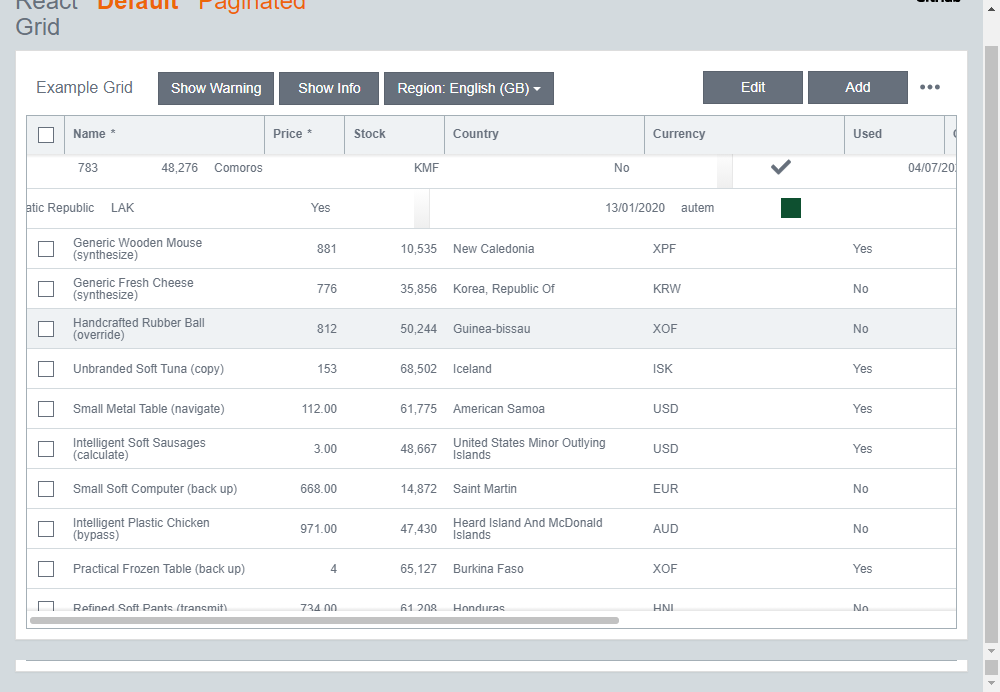 React Default Paginated
Grid
GitHub
Example Grid Show Warning Show Info Region: English (GB) Edit Add
Name * Price * Stock Country Currency Used
783 48,276 Comoros KMF No 04/07/20
atic Republic LAK Yes 13/01/2020 autem
Generic Wooden Mouse
(synthesize) 881 10,535 New Caledonia XPF Yes
Generic Fresh Cheese
(synthesize) 776 35,856 Korea, Republic Of KRW No
Handcrafted Rubber Ball
(override) 812 50,244 Guinea-bissau XOF No
Unbranded Soft Tuna (copy) 153 68,502 Iceland ISK Yes
Small Metal Table (navigate) 112.00 61,775 American Samoa USD Yes
Intelligent Soft Sausages
(calculate) 3.00 48,667 United States Minor Outlying
Islands USD Yes
Small Soft Computer (back up) 668.00 14,872 Saint Martin EUR No
Intelligent Plastic Chicken
(bypass) 971.00 47,430 Heard Island And McDonald
Islands AUD No
Practical Frozen Table (back up) 4 65,127 Burkina Faso XOF Yes
Refined Soft Pants (transmit) 734.00 61,208 Honduras HNL No